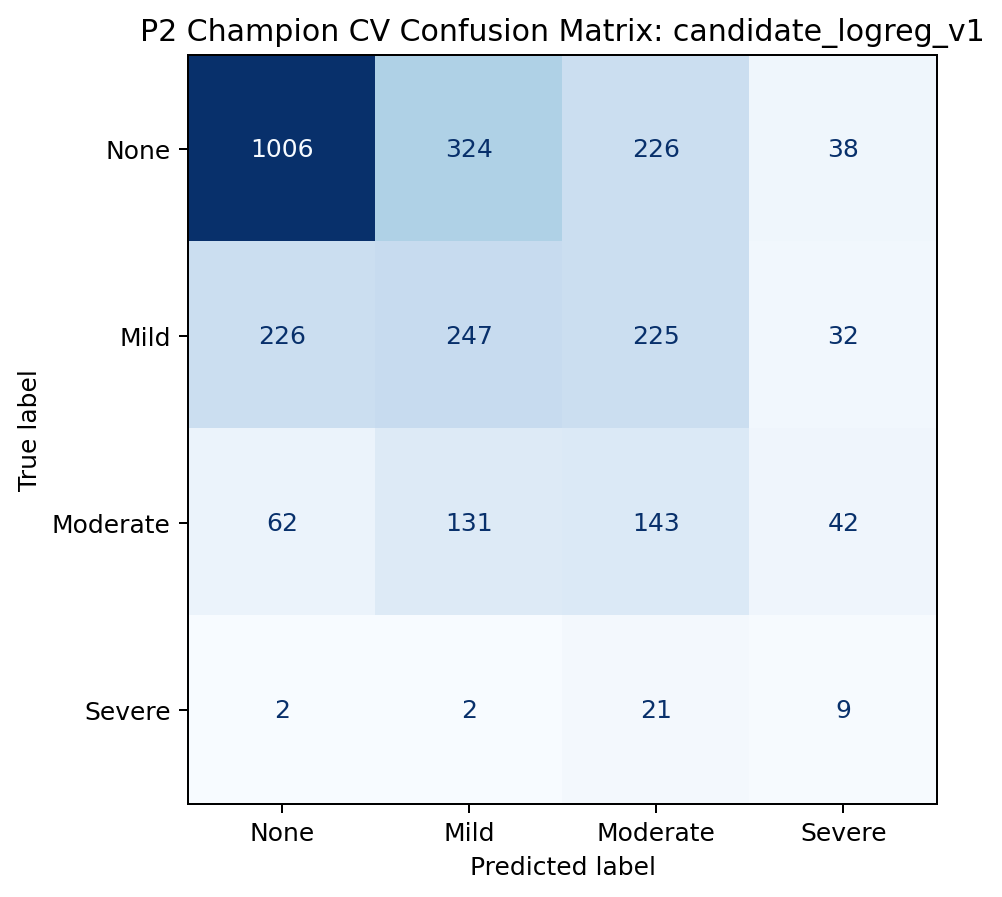 P2 Champion CV Confusion Matrix: candidate_logreg_v1
None 1006 324 226 38
Mild 226 247 225 32
Moderate 62 131 143 42
Severe 2 2 21 9
None Mild Moderate Severe
Predicted label
True label